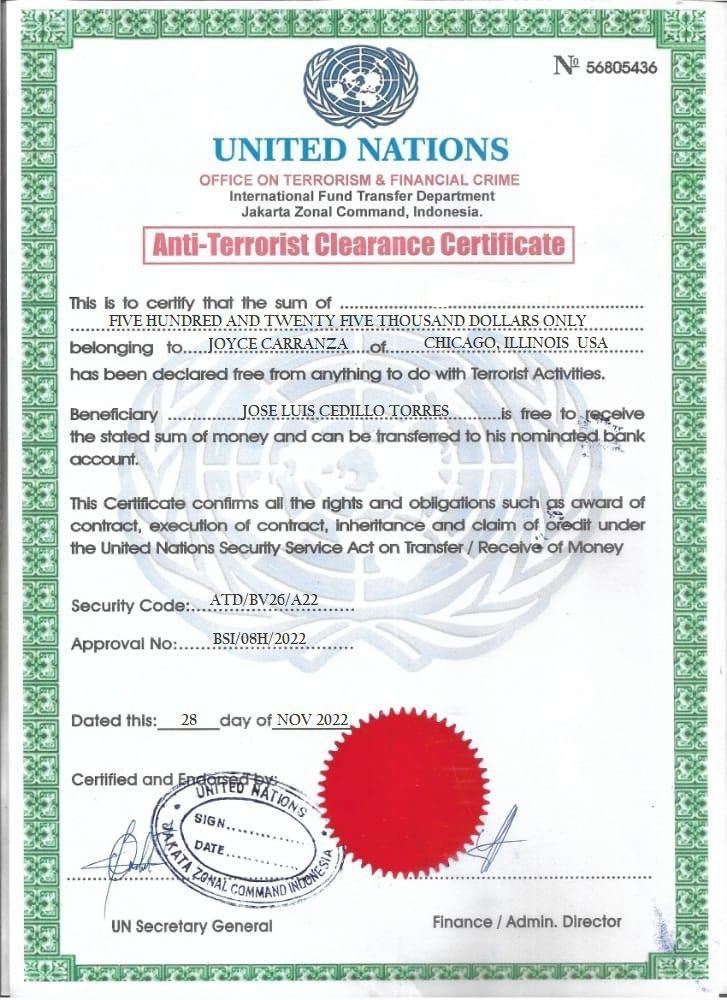 № 56805436
UNITED NATIONS
OFFICE ON TERRORISM & FINANCIAL CRIME
International Fund Transfer Department
Jakarta Zonal Command, Indonesia.
Anti-Terrorist Clearance Certificate
This is to certify that the sum of ............................................................
FIVE HUNDRED AND TWENTY FIVE THOUSAND DOLLARS ONLY
belonging to.....JOYCE CARRANZA....of......CHICAGO, ILLINOIS USA......
has been declared free from anything to do with Terrorist Activities.
Beneficiary ..............JOSE LUIS CEDILLO TORRES..........is free to receive
the stated sum of money and can be transferred to his nominated bank
account.
This Certificate confirms all the rights and obligations such as award of
contract, execution of contract, inheritance and claim of credit under
the United Nations Security Service Act on Transfer / Receive of Money
Security Code:....ATD/BV26/A22.......
Approval No:.......BSI/08H/2022.........
Dated this: 28 day of NOV 2022
Certified and Endorsed by:
UNITED NATIONS
SIGN..............
DATE..............
JAKATA ZONAL COMMAND INDONESIA
UN Secretary General
Finance / Admin. Director